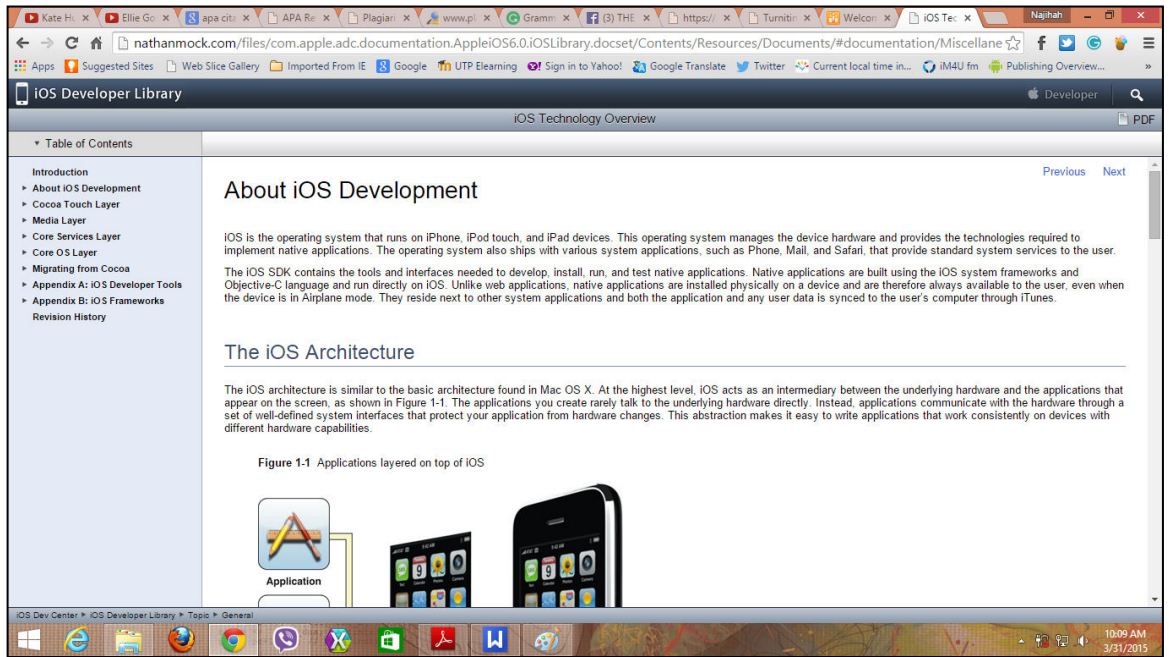 Kate Hu
Ellie Go
apa cita
APA Re
Plagiari
www.pl
Gramm
(3) THE
https://
Turnitin
Welcon
iOS Tec
Najihah
nathanmock.com/files/com.apple.adc.documentation.AppleiOS6.0.iOSLibrary.docset/Contents/Resources/Documents/#documentation/Miscellane
Apps Suggested Sites Web Slice Gallery Imported From IE Google UTP Elearning Sign in to Yahoo! Google Translate Twitter Current local time in... iM4U fm Publishing Overview... »
iOS Developer Library Developer
iOS Technology Overview PDF
Table of Contents
Introduction
About iOS Development
Cocoa Touch Layer
Media Layer
Core Services Layer
Core OS Layer
Migrating from Cocoa
Appendix A: iOS Developer Tools
Appendix B: iOS Frameworks
Revision History
Previous Next
About iOS Development
iOS is the operating system that runs on iPhone, iPod touch, and iPad devices. This operating system manages the device hardware and provides the technologies required to
implement native applications. The operating system also ships with various system applications, such as Phone, Mail, and Safari, that provide standard system services to the user.
The iOS SDK contains the tools and interfaces needed to develop, install, run, and test native applications. Native applications are built using the iOS system frameworks and
Objective-C language and run directly on iOS. Unlike web applications, native applications are installed physically on a device and are therefore always available to the user, even when
the device is in Airplane mode. They reside next to other system applications and both the application and any user data is synced to the user's computer through iTunes.
The iOS Architecture
The iOS architecture is similar to the basic architecture found in Mac OS X. At the highest level, iOS acts as an intermediary between the underlying hardware and the applications that
appear on the screen, as shown in Figure 1-1. The applications you create rarely talk to the underlying hardware directly. Instead, applications communicate with the hardware through a
set of well-defined system interfaces that protect your application from hardware changes. This abstraction makes it easy to write applications that work consistently on devices with
different hardware capabilities.
Figure 1-1 Applications layered on top of iOS
Application
iOS Dev Center iOS Developer Library Topic General
10:09 AM
3/31/2015